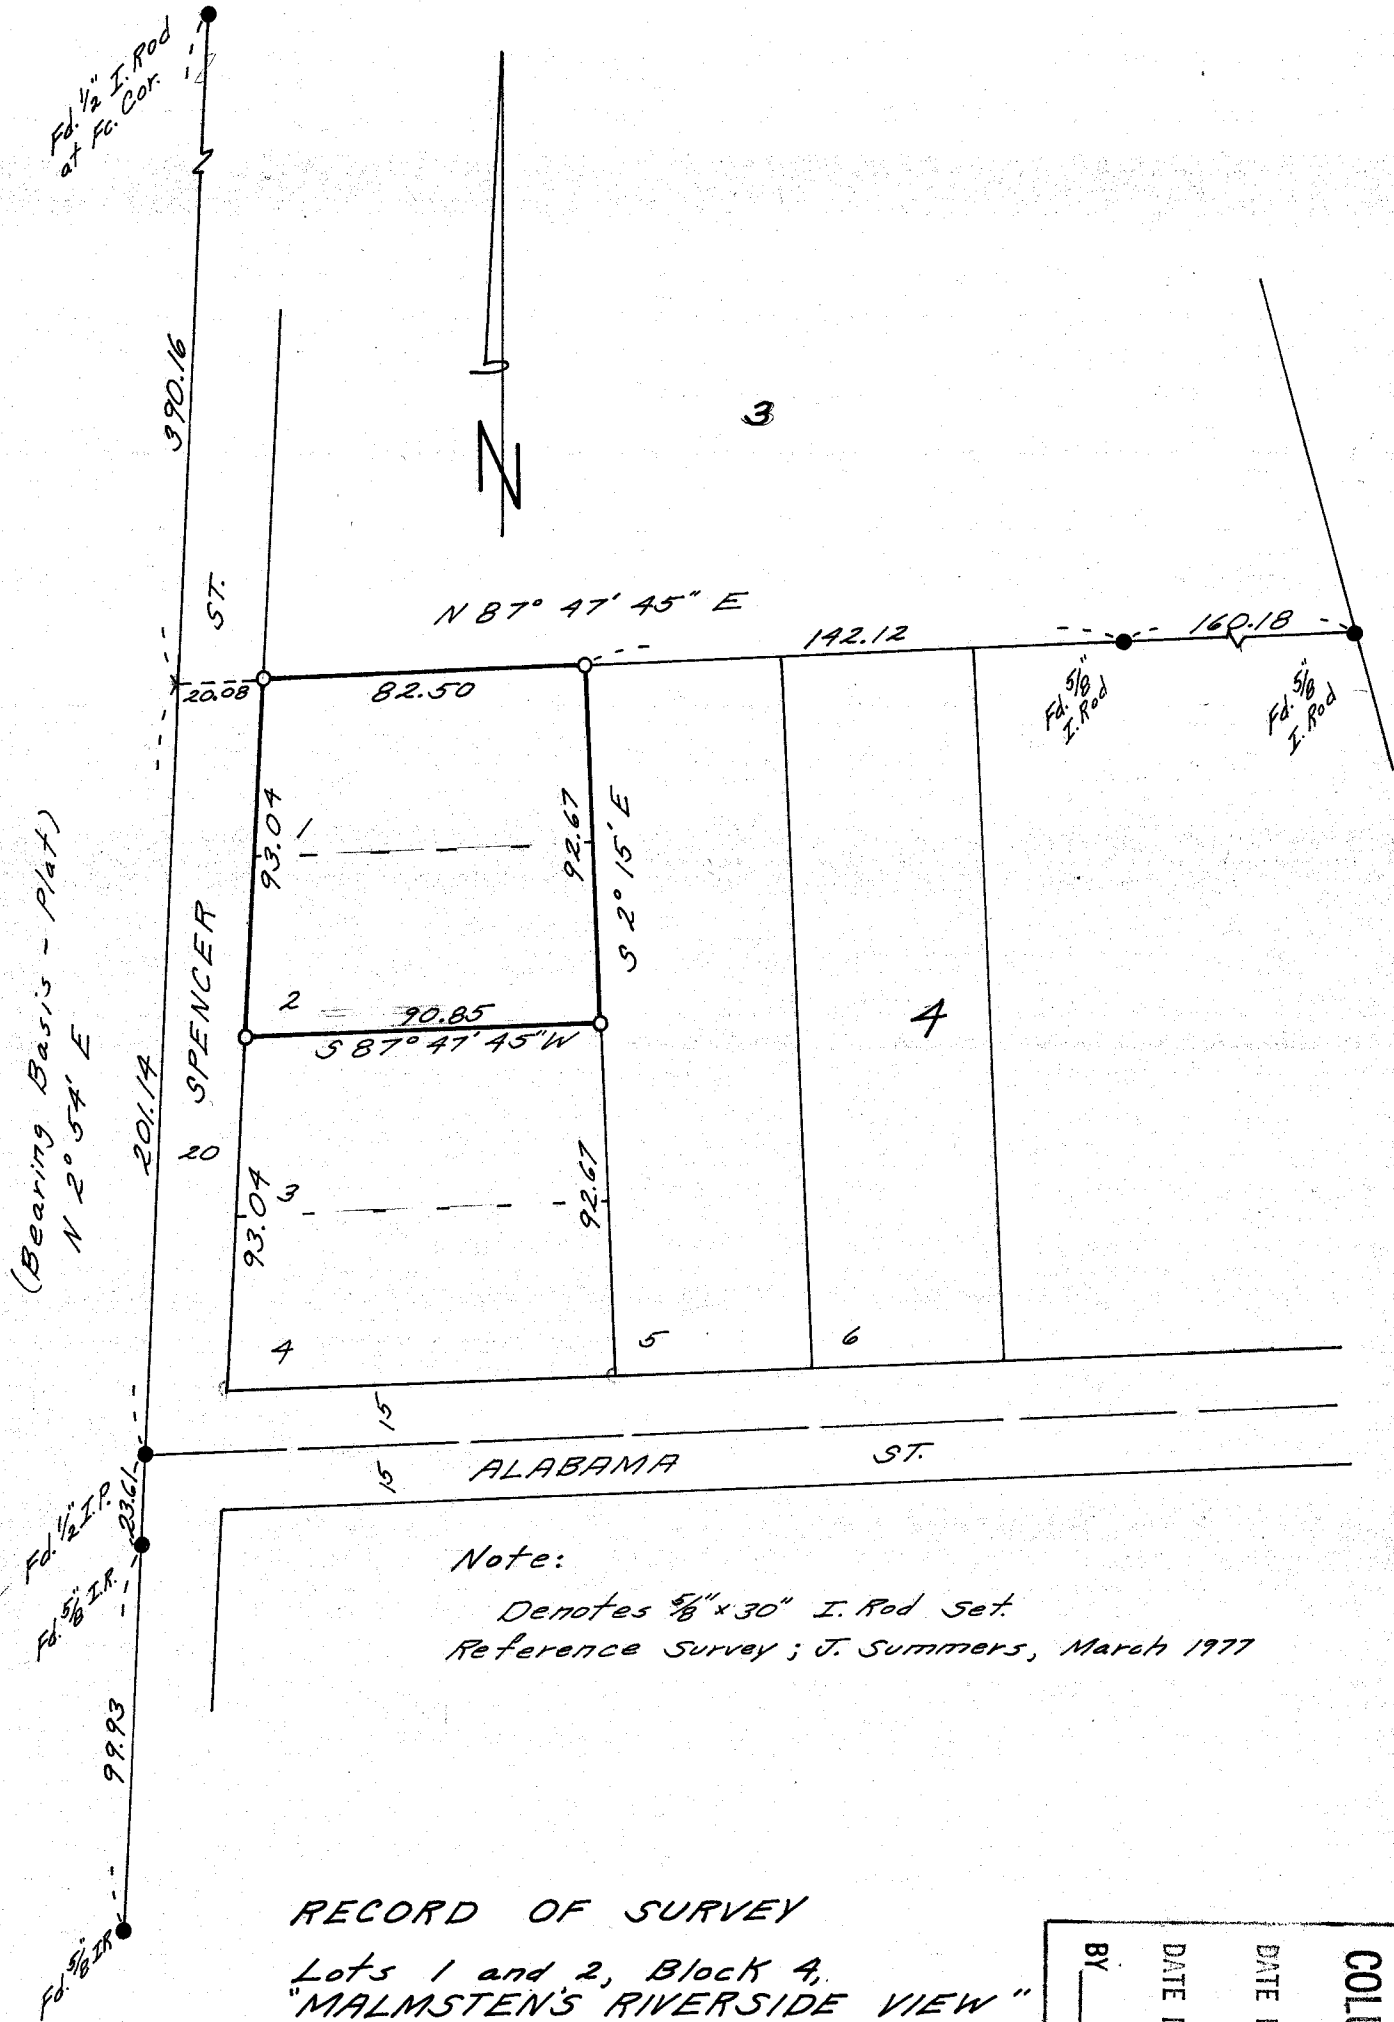 Fd. 1/2" I. Rod
at Fc. Cor.
390.16
N
3
ST.
N 87° 47' 45" E
142.12
160.18
20.08
82.50
Fd. 5/8"
I. Rod
Fd. 5/8"
I. Rod
93.04
1
92.67
S 2° 15' E
(Bearing Basis - Plat)
N 2° 54' E
SPENCER
2
90.85
S 87° 47' 45" W
4
201.14
20
93.04
3
92.67
4
5
6
15
15
ALABAMA ST.
Fd. 1/2" I.P.
23.61
Fd. 5/8" I.R.
Note:
Denotes 5/8" x 30" I. Rod Set.
Reference Survey ; J. Summers, March 1977
99.93
Fd. 5/8" IR
RECORD OF SURVEY
Lots 1 and 2, Block 4,
"MALMSTEN'S RIVERSIDE VIEW"
BY
DATE
DATE